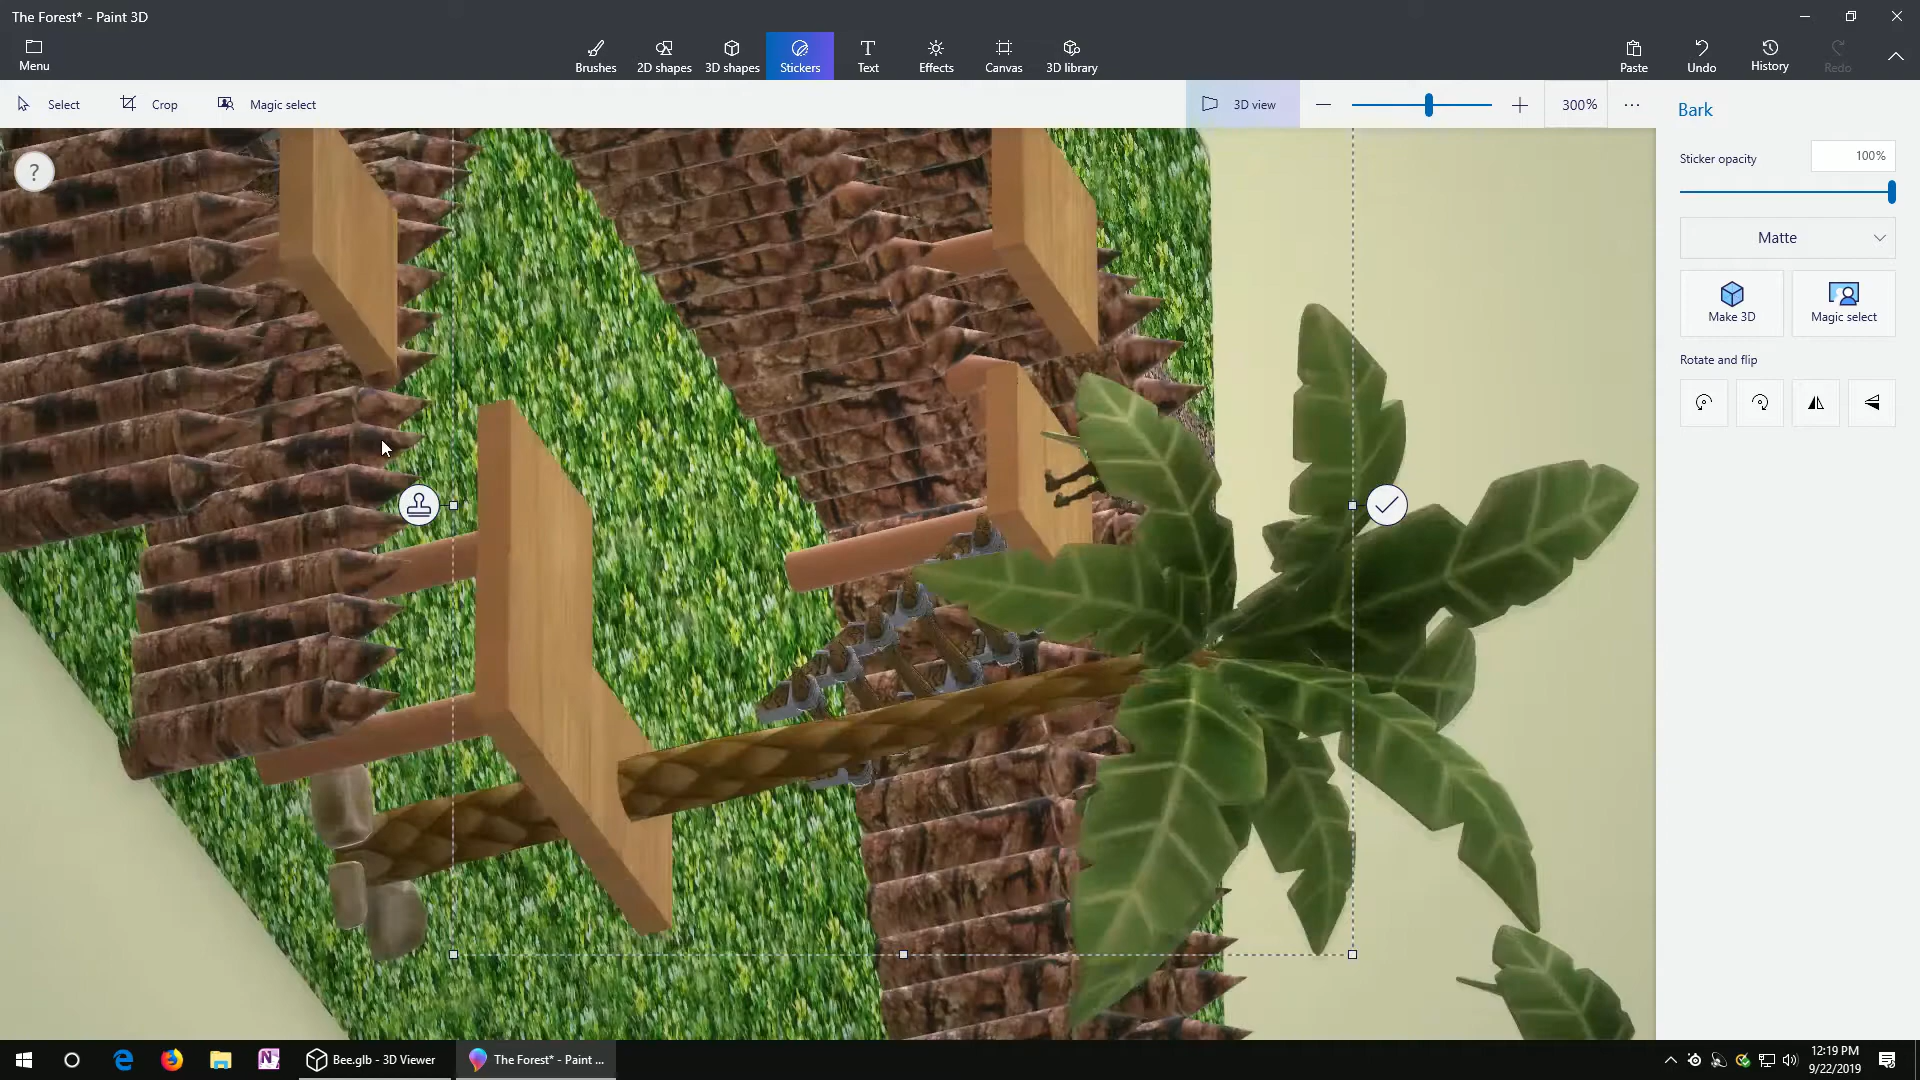 The Forest* - Paint 3D
Menu
Brushes
2D shapes
3D shapes
Stickers
Text
Effects
Canvas
3D library
Paste
Undo
History
Redo
Select
Crop
Magic select
3D view
300%
Bark
?
Sticker opacity
100%
Matte
Make 3D
Magic select
Rotate and flip
Bee.glb - 3D Viewer
The Forest* - Paint ...
12:19 PM
9/22/2019